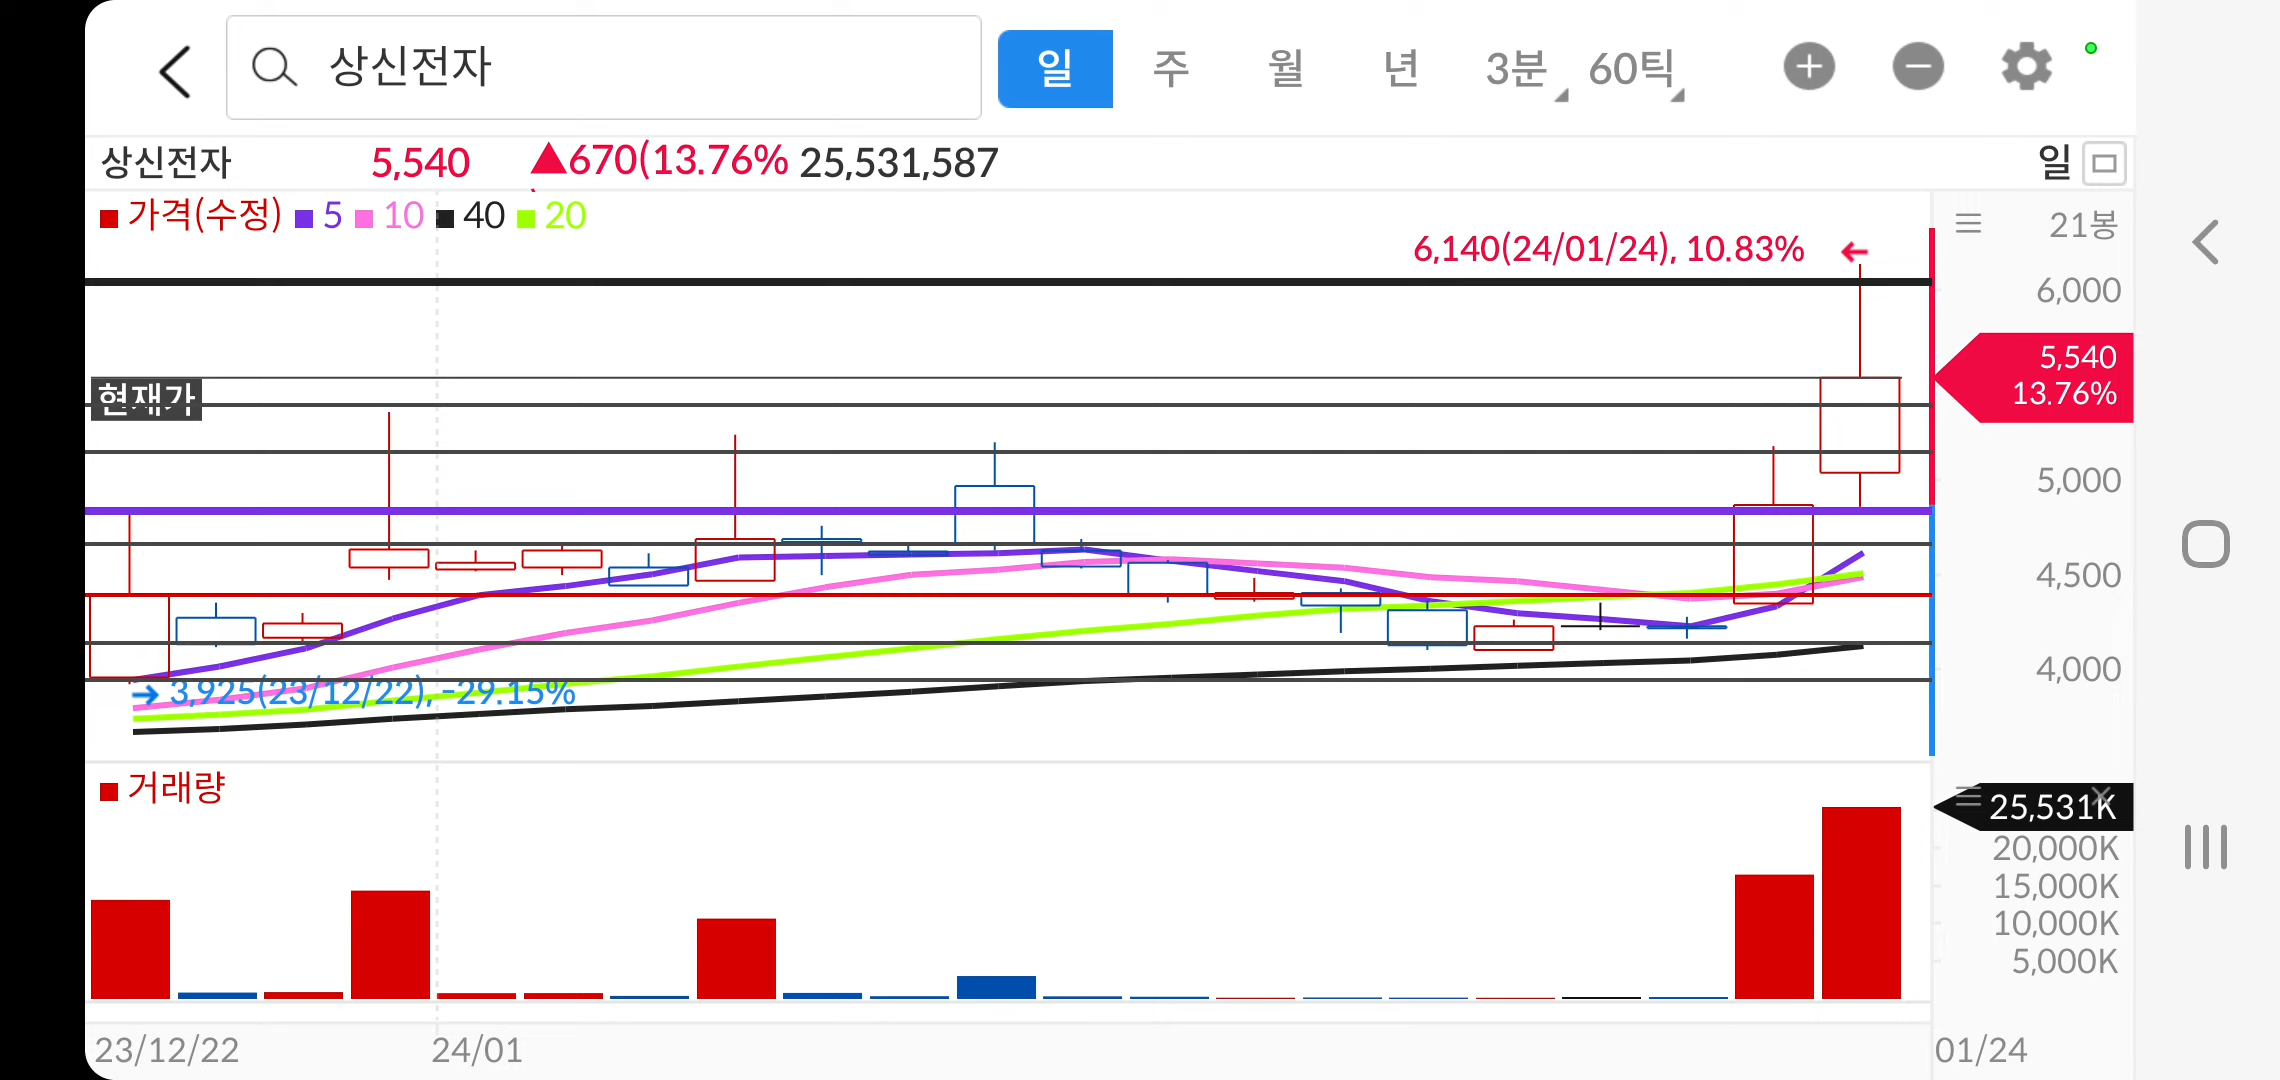 상신전자 일 주 월 년 3분 60틱
상신전자 5,540 ▲670(13.76% 25,531,587 일
가격(수정) 5 10 40 20 21봉
6,140(24/01/24), 10.83%
6,000
5,540
현재가 13.76%
5,000
4,500
4,000
3,925(23/12/22), -29.15%
거래량
25,531K
20,000K
15,000K
10,000K
5,000K
23/12/22 24/01 01/24